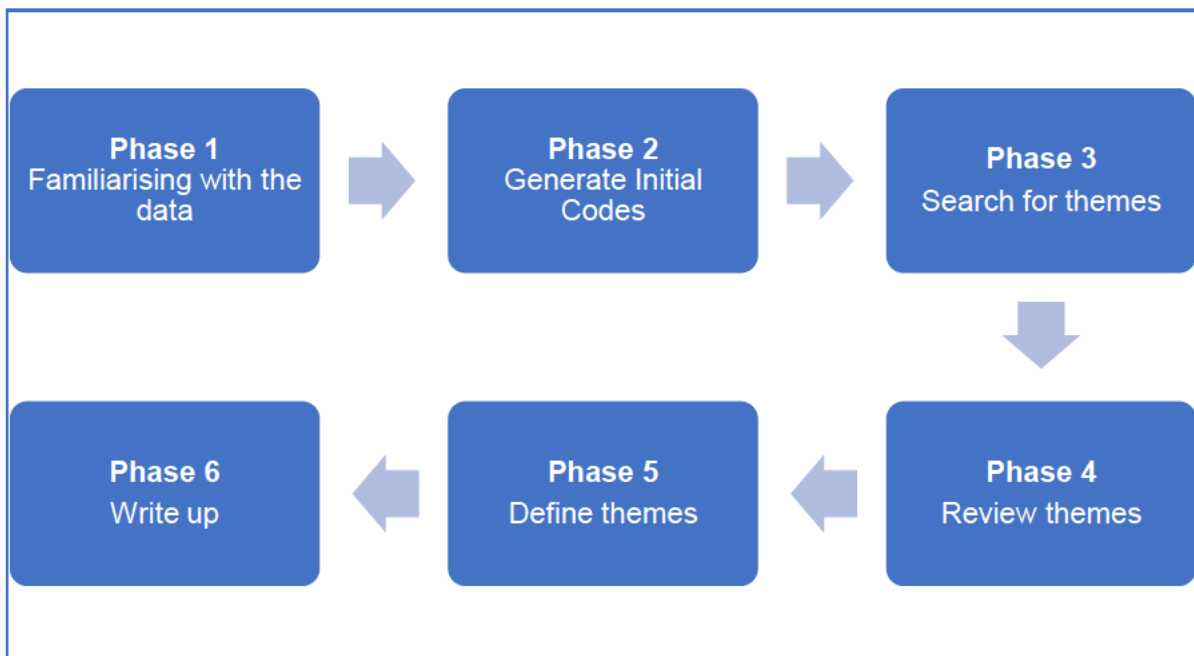 Phase 1
Familiarising with the
data
Phase 2
Generate Initial
Codes
Phase 3
Search for themes
Phase 4
Review themes
Phase 5
Define themes
Phase 6
Write up